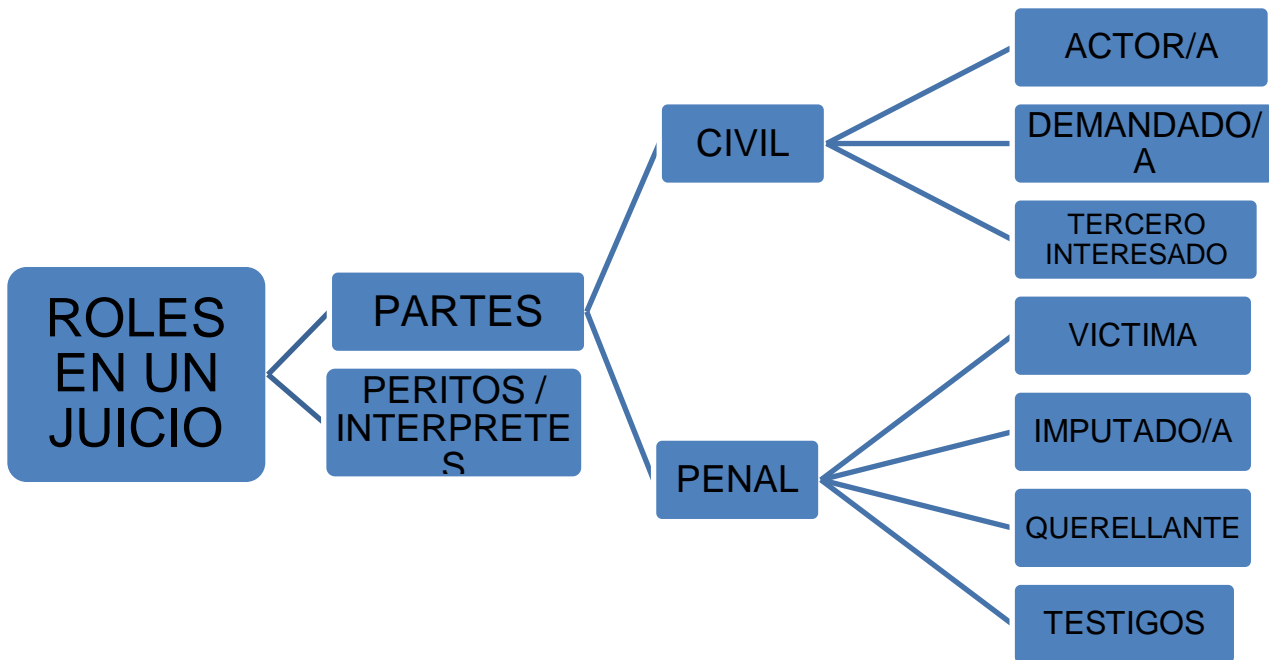 ROLES
EN UN
JUICIO
PARTES
PERITOS /
INTERPRETE
S
CIVIL
PENAL
ACTOR/A
DEMANDADO/
A
TERCERO
INTERESADO
VICTIMA
IMPUTADO/A
QUERELLANTE
TESTIGOS